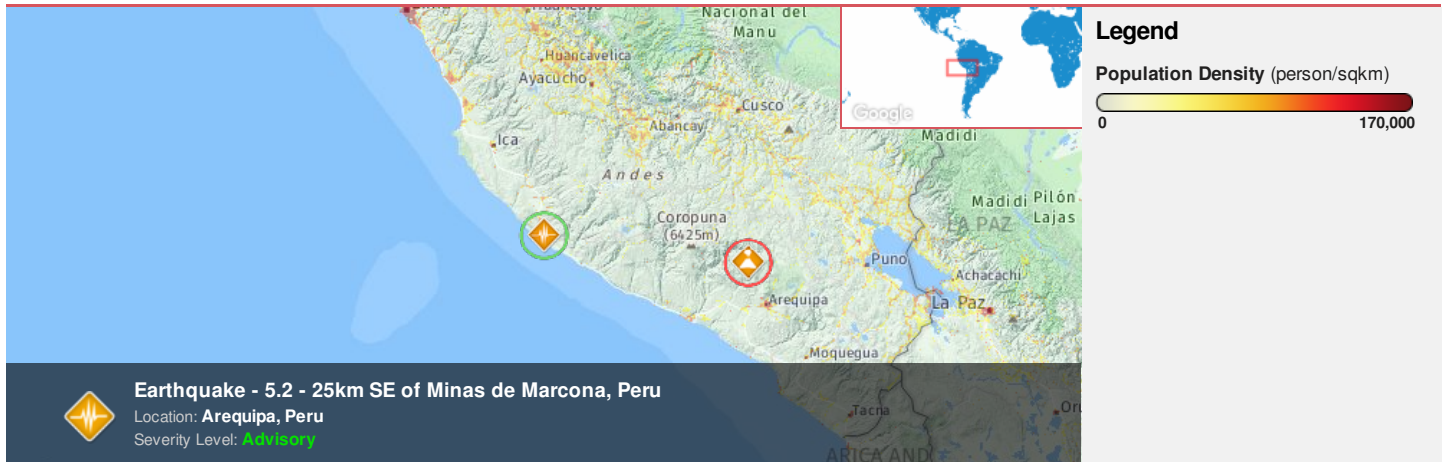 Nacional del
Manu
Huancavelica
Ayacucho
Cusco
Abancay
Ica
Andes
Coropuna
(6425m)
Puno
Arequipa
Moquegua
Tacna
ARICA AND
Madidi
Madidi Pilón
Lajas
LA PAZ
Achacachi
La Paz
Google
Earthquake - 5.2 - 25km SE of Minas de Marcona, Peru
Location: Arequipa, Peru
Severity Level: Advisory
Legend
Population Density (person/sqkm)
0 170,000